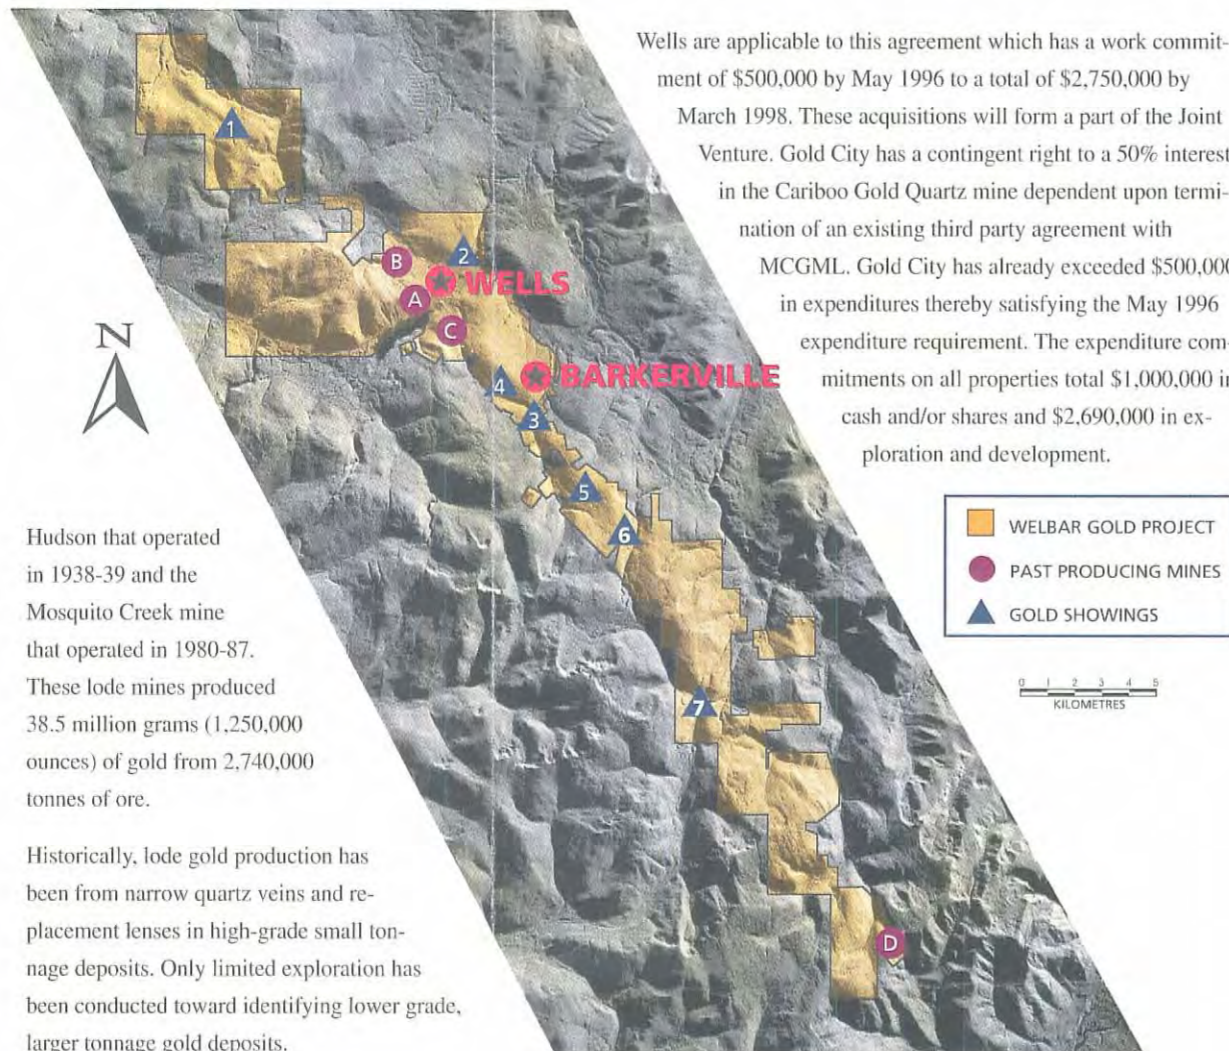 Wells are applicable to this agreement which has a work commit-
ment of $500,000 by May 1996 to a total of $2,750,000 by
March 1998. These acquisitions will form a part of the Joint
Venture. Gold City has a contingent right to a 50% interest
in the Cariboo Gold Quartz mine dependent upon termi-
nation of an existing third party agreement with
MCGML. Gold City has already exceeded $500,000
in expenditures thereby satisfying the May 1996
expenditure requirement. The expenditure com-
mitments on all properties total $1,000,000 in
cash and/or shares and $2,690,000 in ex-
ploration and development.
1
2
B
WELLS
A
C
N
BARKERVILLE
4
3
5
6
7
D
WELBAR GOLD PROJECT
PAST PRODUCING MINES
GOLD SHOWINGS
0 1 2 3 4 5
KILOMETRES
Hudson that operated
in 1938-39 and the
Mosquito Creek mine
that operated in 1980-87.
These lode mines produced
38.5 million grams (1,250,000
ounces) of gold from 2,740,000
tonnes of ore.
Historically, lode gold production has
been from narrow quartz veins and re-
placement lenses in high-grade small ton-
nage deposits. Only limited exploration has
been conducted toward identifying lower grade,
larger tonnage gold deposits.